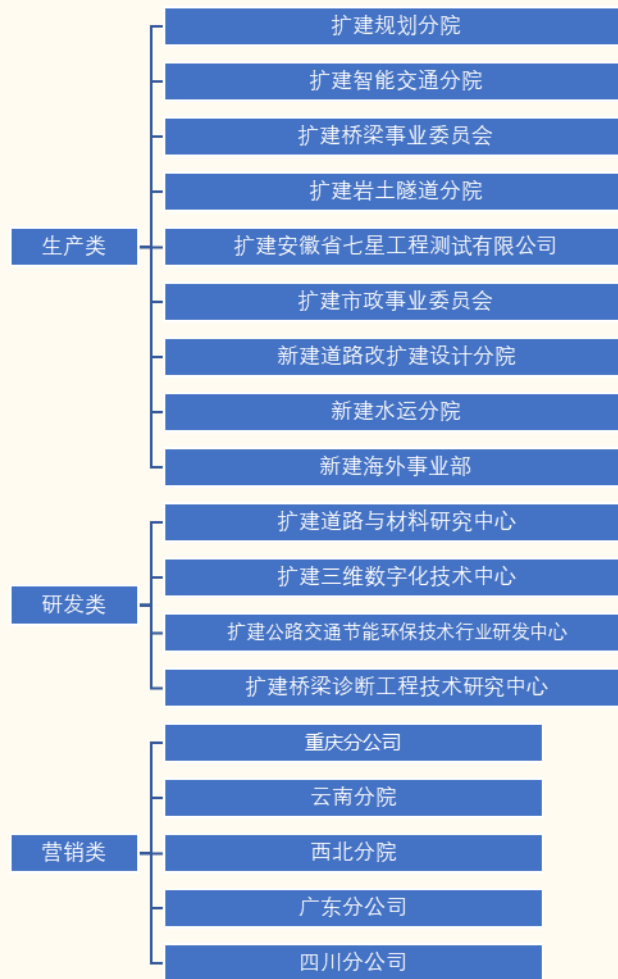 生产类
扩建规划分院
扩建智能交通分院
扩建桥梁事业委员会
扩建岩土隧道分院
扩建安徽省七星工程测试有限公司
扩建市政事业委员会
新建道路改扩建设计分院
新建水运分院
新建海外事业部
研发类
扩建道路与材料研究中心
扩建三维数字化技术中心
扩建公路交通节能环保技术行业研发中心
扩建桥梁诊断工程技术研究中心
营销类
重庆分公司
云南分院
西北分院
广东分公司
四川分公司